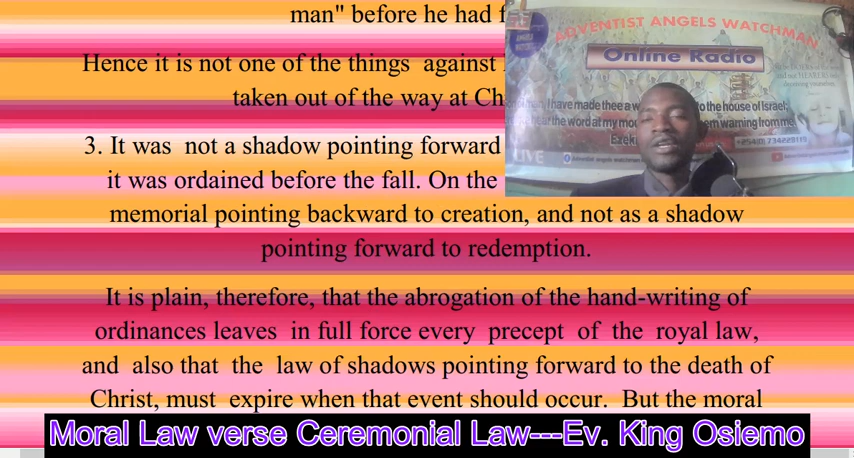 man" before he had f
Hence it is not one of the things against
taken out of the way at Ch
3. It was not a shadow pointing forward
it was ordained before the fall. On the
memorial pointing backward to creation, and not as a shadow
pointing forward to redemption.
It is plain, therefore, that the abrogation of the hand-writing of
ordinances leaves in full force every precept of the royal law,
and also that the law of shadows pointing forward to the death of
Christ, must expire when that event should occur. But the moral
ADVENTIST ANGELS WATCHMAN
Online Radio
I have made thee a w to the house of Israel,
hear the word at my mou em warning from me
Ezek
LIVE
Moral Law verse Ceremonial Law---Ev. King Osiemo